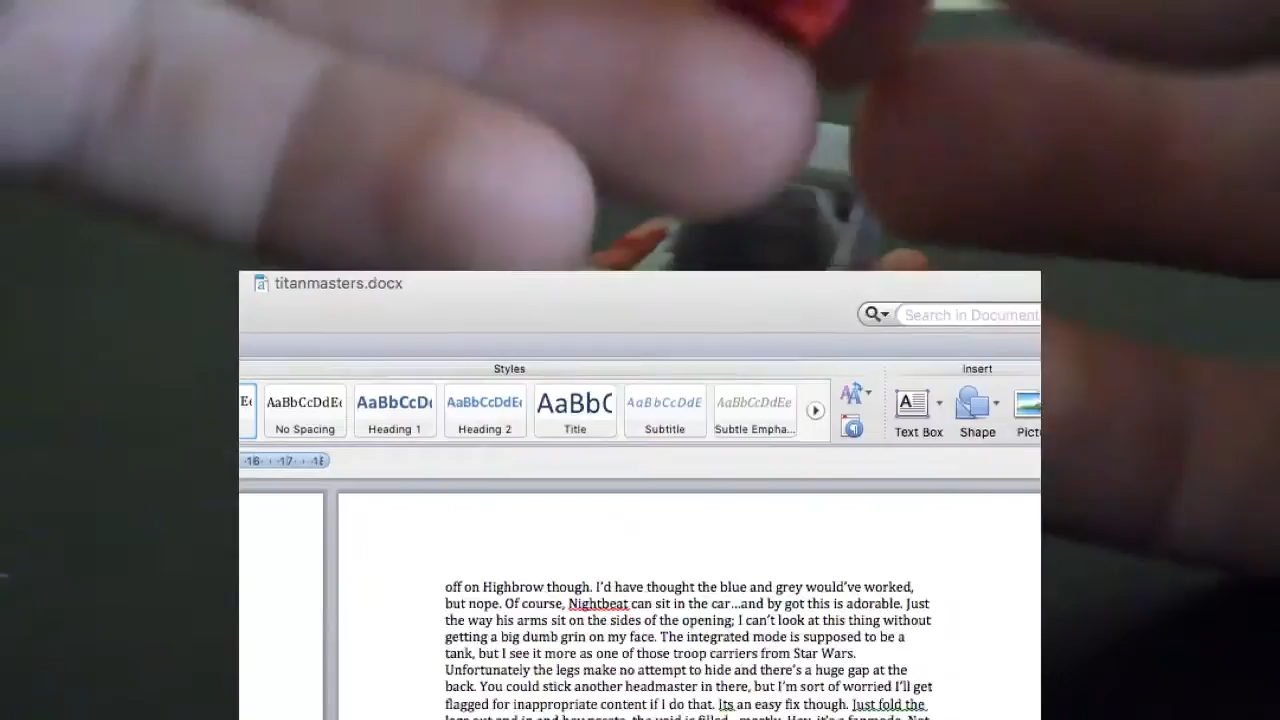 titanmasters.docx
Search in Document
Styles Insert
AaBbCcDdEe AaBbCcDc AaBbCcDdEe AaBbC AaBbCcDdE AaBbCcDdEe
No Spacing Heading 1 Heading 2 Title Subtitle Subtle Empha...
Text Box Shape Pict
16 17 18
off on Highbrow though. I'd have thought the blue and grey would've worked,
but nope. Of course, Nightbeat can sit in the car...and by got this is adorable. Just
the way his arms sit on the sides of the opening; I can't look at this thing without
getting a big dumb grin on my face. The integrated mode is supposed to be a
tank, but I see it more as one of those troop carriers from Star Wars.
Unfortunately the legs make no attempt to hide and there's a huge gap at the
back. You could stick another headmaster in there, but I'm sort of worried I'll get
flagged for inappropriate content if I do that. Its an easy fix though. Just fold the